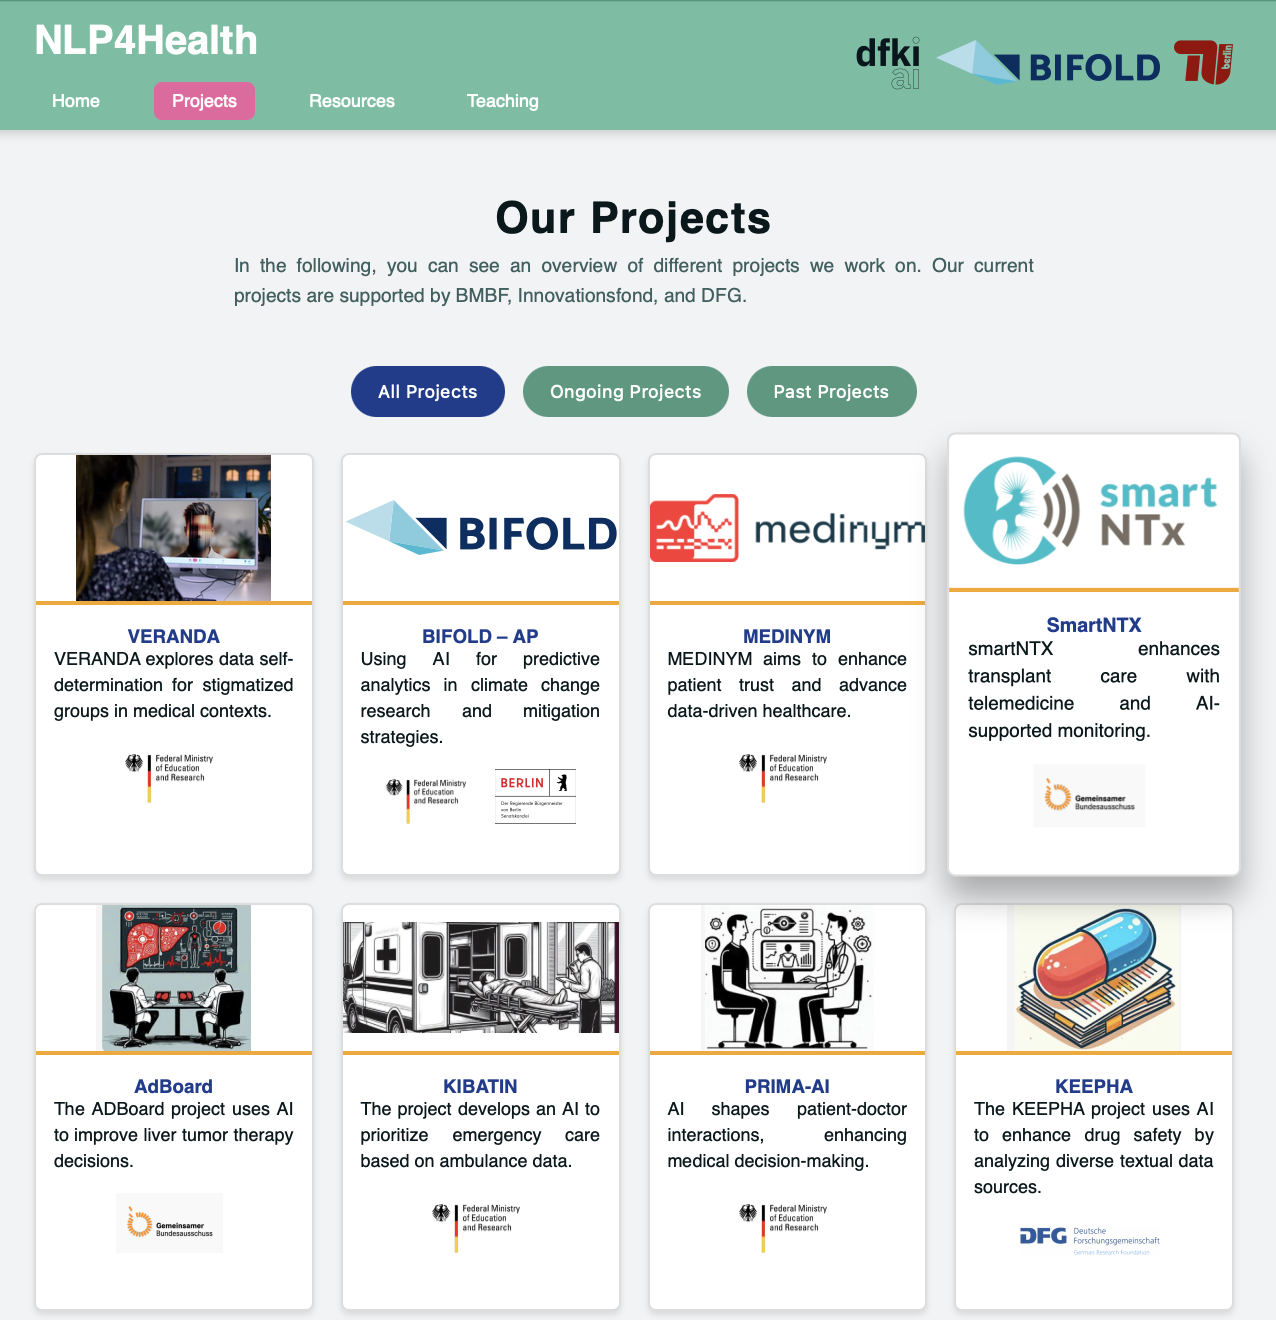 NLP4Health
dfki
ai
BIFOLD
berlin
Home Projects Resources Teaching
Our Projects
In the following, you can see an overview of different projects we work on. Our current
projects are supported by BMBF, Innovationsfond, and DFG.
All Projects Ongoing Projects Past Projects
VERANDA
VERANDA explores data self-
determination for stigmatized
groups in medical contexts.
Federal Ministry
of Education
and Research
BIFOLD
BIFOLD – AP
Using AI for predictive
analytics in climate change
research and mitigation
strategies.
Federal Ministry
of Education
and Research
BERLIN
Der Regierende Bürgermeister
von Berlin
Senatskanzlei
medinym
MEDINYM
MEDINYM aims to enhance
patient trust and advance
data-driven healthcare.
Federal Ministry
of Education
and Research
smart
NTx
SmartNTX
smartNTX enhances
transplant care with
telemedicine and AI-
supported monitoring.
Gemeinsamer
Bundesausschuss
AdBoard
The ADBoard project uses AI
to improve liver tumor therapy
decisions.
Gemeinsamer
Bundesausschuss
KIBATIN
The project develops an AI to
prioritize emergency care
based on ambulance data.
Federal Ministry
of Education
and Research
PRIMA-AI
AI shapes patient-doctor
interactions, enhancing
medical decision-making.
Federal Ministry
of Education
and Research
KEEPHA
The KEEPHA project uses AI
to enhance drug safety by
analyzing diverse textual data
sources.
DFG Deutsche
Forschungsgemeinschaft
German Research Foundation